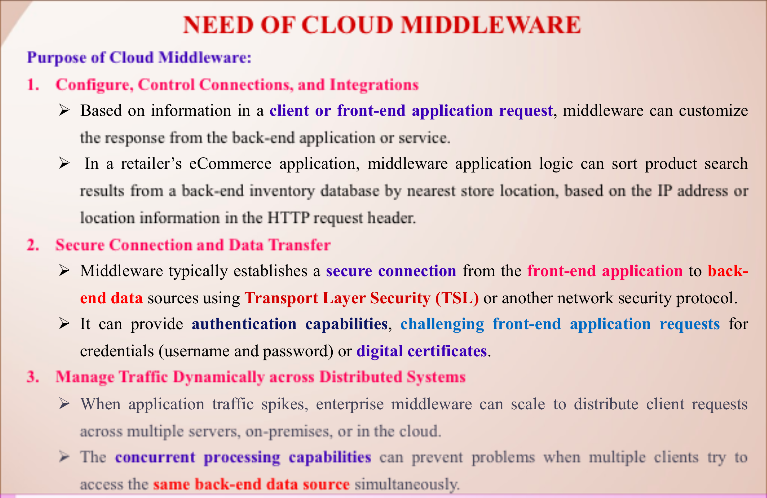 NEED OF CLOUD MIDDLEWARE
Purpose of Cloud Middleware:
1. Configure, Control Connections, and Integrations
➢ Based on information in a client or front-end application request, middleware can customize
the response from the back-end application or service.
➢ In a retailer's eCommerce application, middleware application logic can sort product search
results from a back-end inventory database by nearest store location, based on the IP address or
location information in the HTTP request header.
2. Secure Connection and Data Transfer
➢ Middleware typically establishes a secure connection from the front-end application to back-
end data sources using Transport Layer Security (TSL) or another network security protocol.
➢ It can provide authentication capabilities, challenging front-end application requests for
credentials (username and password) or digital certificates.
3. Manage Traffic Dynamically across Distributed Systems
➢ When application traffic spikes, enterprise middleware can scale to distribute client requests
across multiple servers, on-premises, or in the cloud.
➢ The concurrent processing capabilities can prevent problems when multiple clients try to
access the same back-end data source simultaneously.